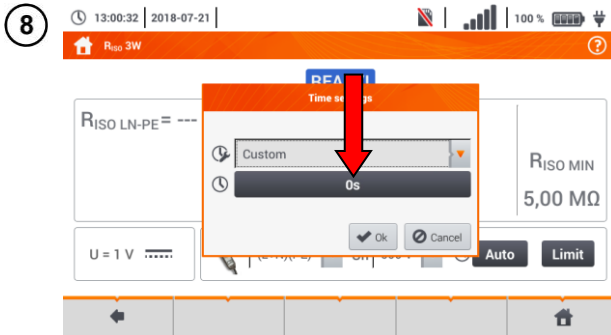 8
13:00:32 2018-07-21 100 %
RISO 3W ?
Time settings
RISO LN-PE = ---
Custom
0s
RISO MIN
5,00 MΩ
Ok Cancel
U = 1 V Auto Limit